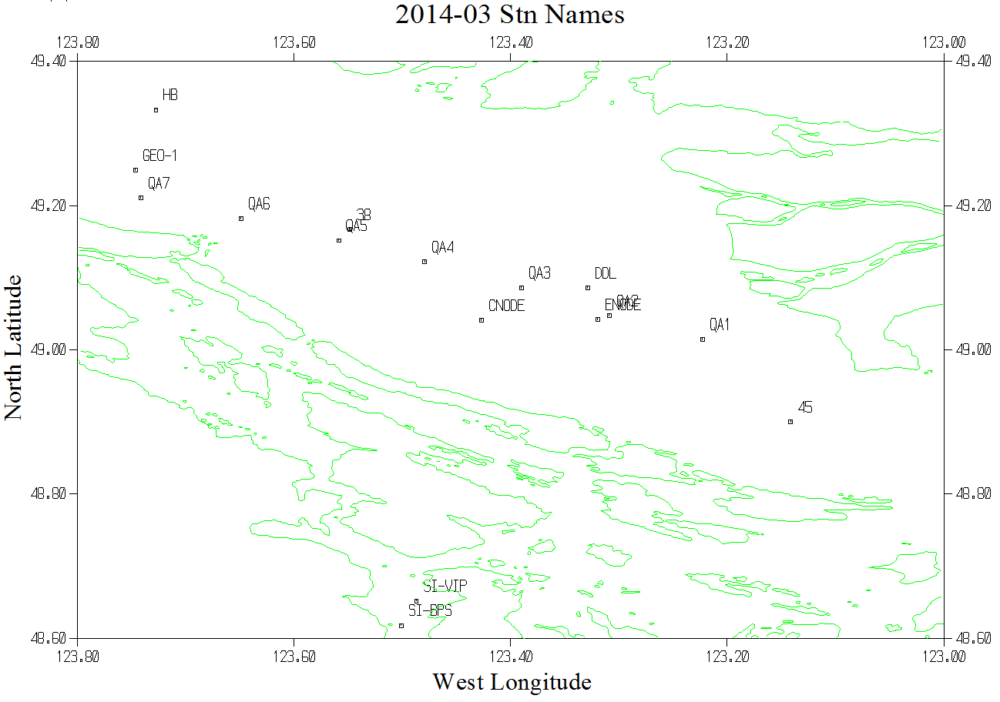 2014-03 Stn Names
123.80 123.60 123.40 123.20 123.00
49.40 49.40
HB
GEO-1
QA7
49.20 QA6 49.20
3B
QA5
QA4
QA3 DDL
QA2
CNODE ENODE
QA1
49.00 49.00
45
48.80 48.80
SI-VIP
SI-BPS
48.60 48.60
123.80 123.60 123.40 123.20 123.00
West Longitude
North Latitude